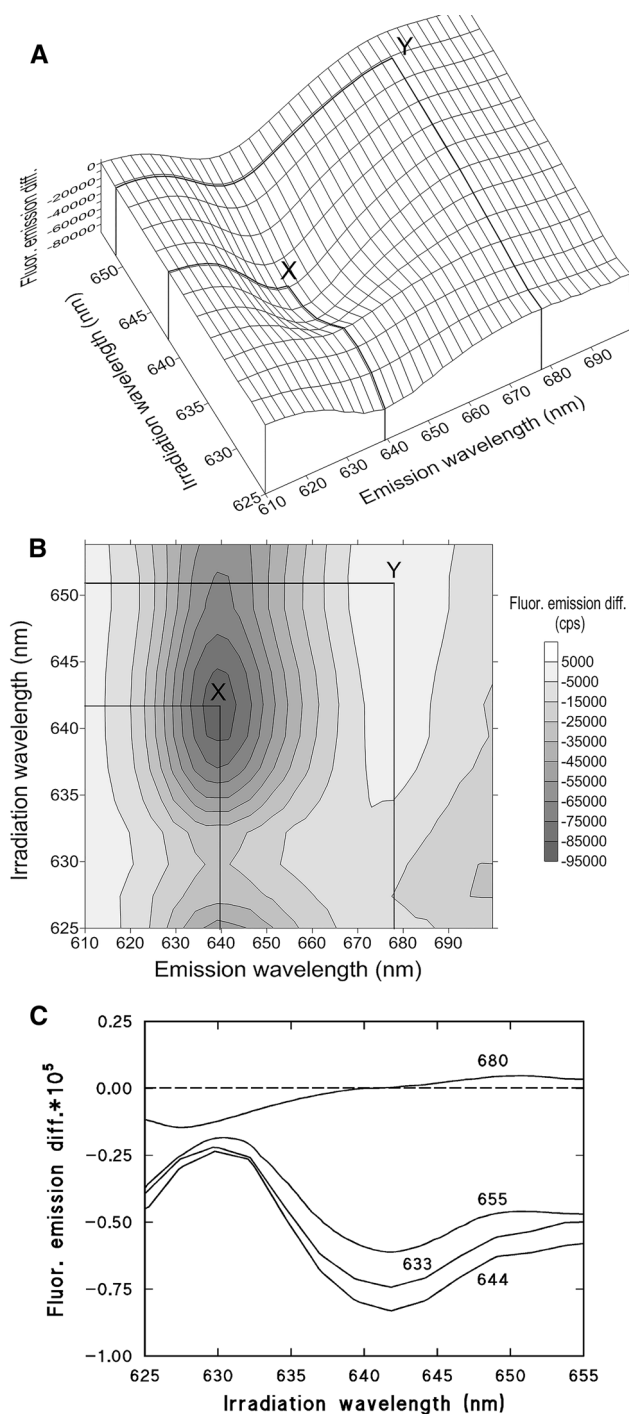 A
Y
X
0
-20000
-40000
-60000
-80000
Fluor. emission diff.
650
645
640
635
630
625
Irradiation wavelength (nm)
610 620 630 640 650 660 670 680 690
Emission wavelength (nm)
B
Y
X
650
645
640
635
630
625
Irradiation wavelength (nm)
610 620 630 640 650 660 670 680 690
Emission wavelength (nm)
Fluor. emission diff.
(cps)
5000
-5000
-15000
-25000
-35000
-45000
-55000
-65000
-75000
-85000
-95000
C
0.25
0.00
-0.25
-0.50
-0.75
-1.00
Fluor. emission diff.*10⁵
680
655
633
644
625 630 635 640 645 650 655
Irradiation wavelength (nm)